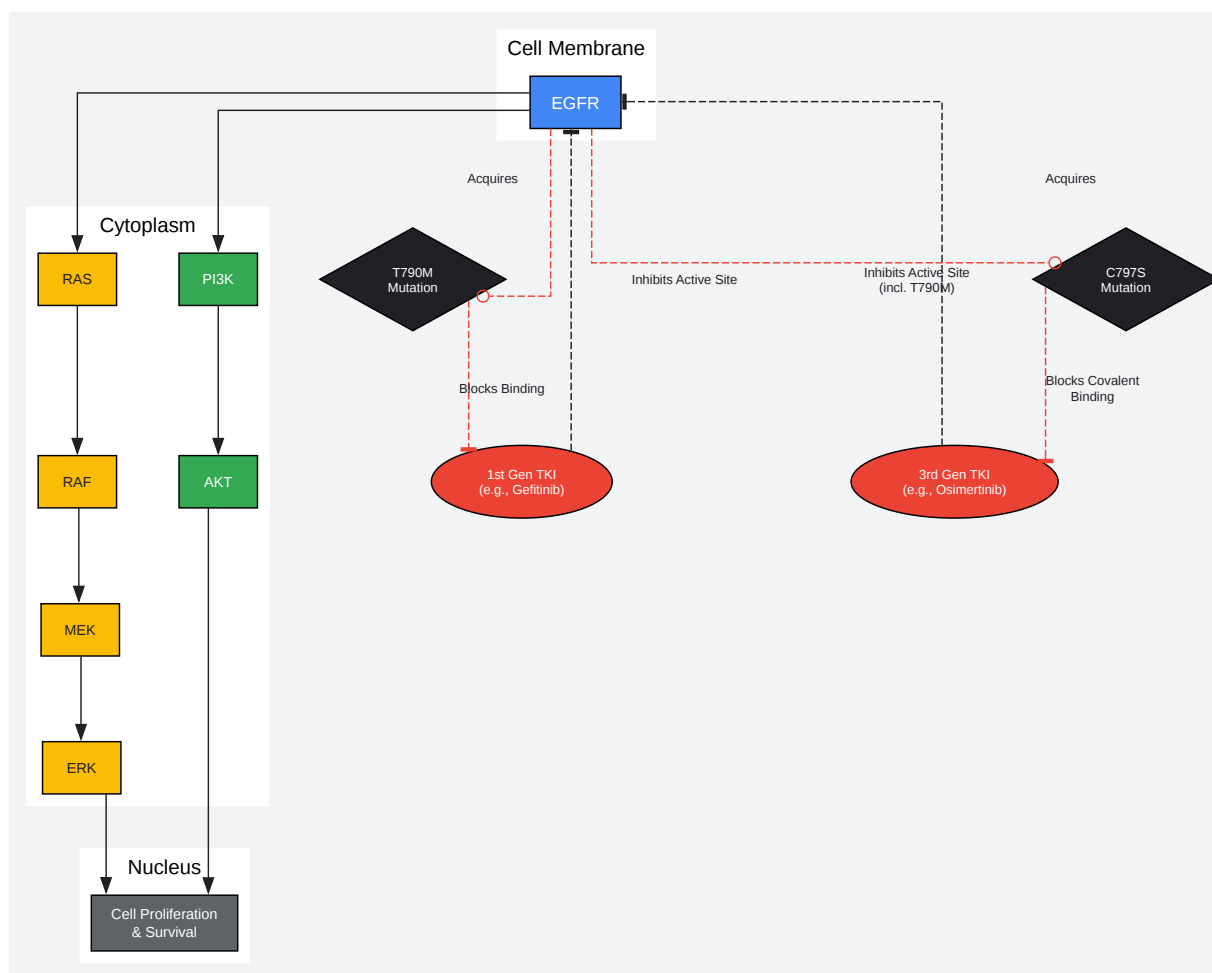 Cell Membrane
EGFR
Acquires
Acquires
Cytoplasm
RAS
PI3K
T790M
Mutation
Inhibits Active Site
Inhibits Active Site
(incl. T790M)
C797S
Mutation
Blocks Binding
Blocks Covalent
Binding
RAF
AKT
1st Gen TKI
(e.g., Gefitinib)
3rd Gen TKI
(e.g., Osimertinib)
MEK
ERK
Nucleus
Cell Proliferation
& Survival